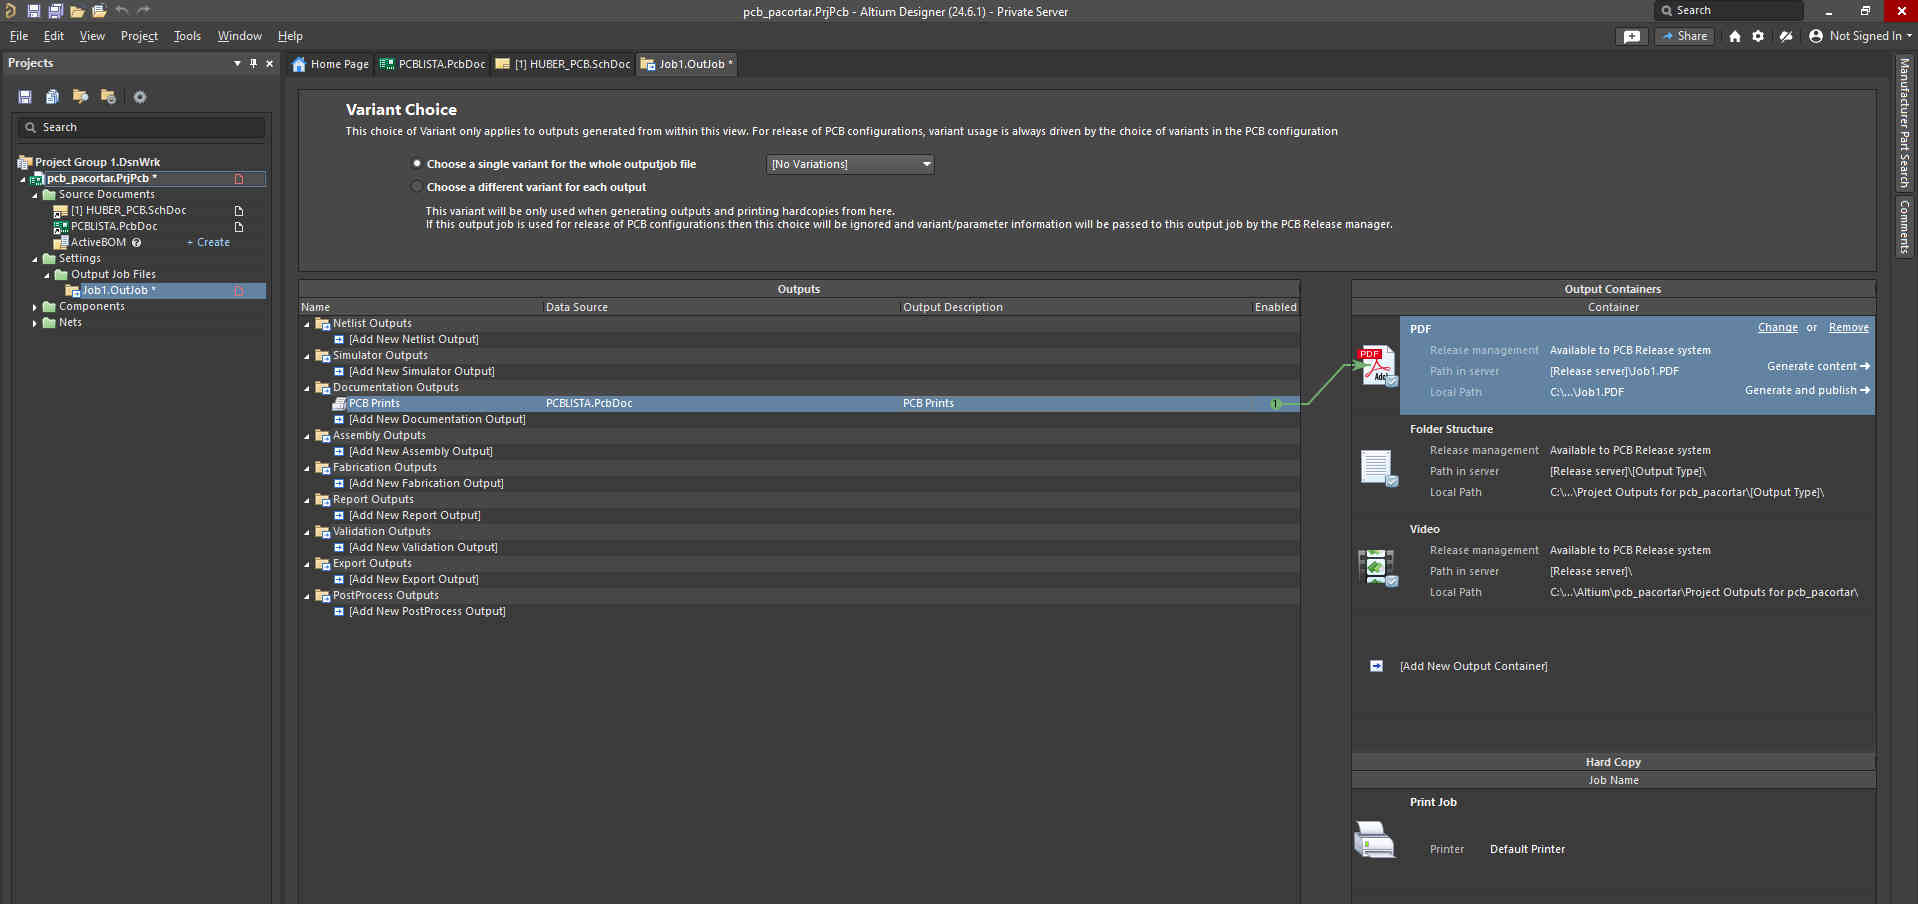 pcb_pacortar.PrjPcb - Altium Designer (24.6.1) - Private Server
Search
File Edit View Project Tools Window Help
Share
Not Signed In
Projects
Home Page
PCBLISTA.PcbDoc
[1] HUBER_PCB.SchDoc
Job1.OutJob *
Search
Project Group 1.DsnWrk
pcb_pacortar.PrjPcb *
Source Documents
[1] HUBER_PCB.SchDoc
PCBLISTA.PcbDoc
ActiveBOM ? + Create
Settings
Output Job Files
Job1.OutJob *
Components
Nets
Variant Choice
This choice of Variant only applies to outputs generated from within this view. For release of PCB configurations, variant usage is always driven by the choice of variants in the PCB configuration
Choose a single variant for the whole outputjob file
[No Variations]
Choose a different variant for each output
This variant will be only used when generating outputs and printing hardcopies from here.
If this output job is used for release of PCB configurations then this choice will be ignored and variant/parameter information will be passed to this output job by the PCB Release manager.
Outputs
Name Data Source Output Description Enabled
Netlist Outputs
[Add New Netlist Output]
Simulator Outputs
[Add New Simulator Output]
Documentation Outputs
PCB Prints PCBLISTA.PcbDoc PCB Prints 1
[Add New Documentation Output]
Assembly Outputs
[Add New Assembly Output]
Fabrication Outputs
[Add New Fabrication Output]
Report Outputs
[Add New Report Output]
Validation Outputs
[Add New Validation Output]
Export Outputs
[Add New Export Output]
PostProcess Outputs
[Add New PostProcess Output]
Output Containers
Container
PDF
Change or Remove
PDF
Adob
Release management Available to PCB Release system
Path in server [Release server]\Job1.PDF
Generate content
Local Path C:\...\Job1.PDF
Generate and publish
Folder Structure
Release management Available to PCB Release system
Path in server [Release server]\[Output Type]\
Local Path C:\...\Project Outputs for pcb_pacortar\[Output Type]\
Video
Release management Available to PCB Release system
Path in server [Release server]\
Local Path C:\...\Altium\pcb_pacortar\Project Outputs for pcb_pacortar\
[Add New Output Container]
Hard Copy
Job Name
Print Job
Printer Default Printer
Manufacturer Part Search
Comments